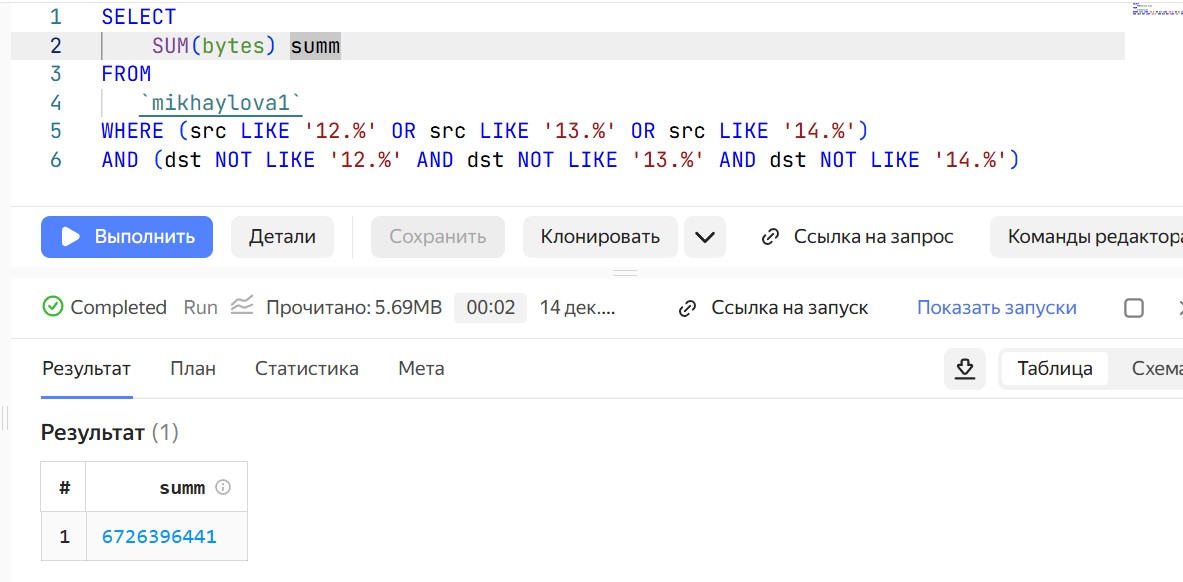 1 SELECT
2 SUM(bytes) summ
3 FROM
4 `mikhaylova1`
5 WHERE (src LIKE '12.%' OR src LIKE '13.%' OR src LIKE '14.%')
6 AND (dst NOT LIKE '12.%' AND dst NOT LIKE '13.%' AND dst NOT LIKE '14.%')
Выполнить Детали Сохранить Клонировать Ссылка на запрос Команды редактора
Completed Run Прочитано: 5.69MB 00:02 14 дек.... Ссылка на запуск Показать запуски
Результат План Статистика Мета Таблица Схема
Результат (1)
# summ
1 6726396441